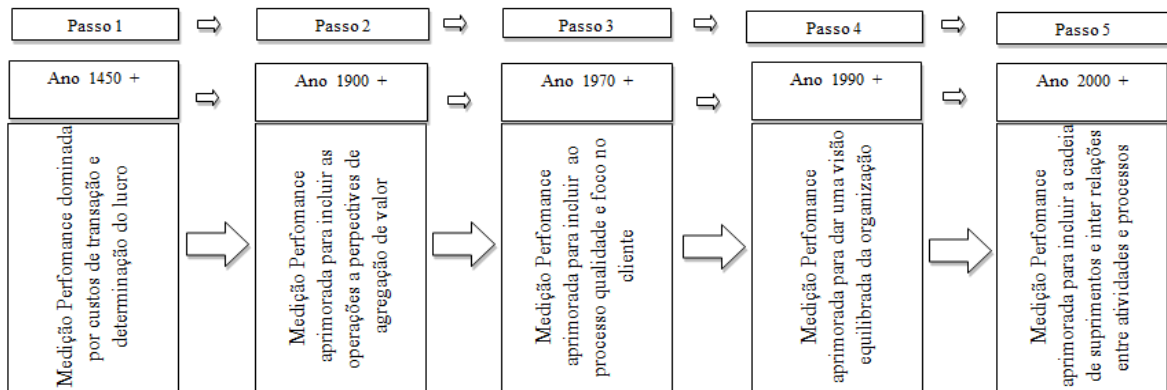 Passo 1
Passo 2
Passo 3
Passo 4
Passo 5
Ano 1450 +
Ano 1900 +
Ano 1970 +
Ano 1990 +
Ano 2000 +
Medição Perfomance dominada
por custos de transação e
determinação do lucro
Medição Perfomance
aprimorada para incluir as
operações a perpectives de
agregação de valor
Medição Perfomance
aprimorada para incluir ao
processo qualidade e foco no
cliente
Medição Perfomance
aprimorada para dar uma visão
equilibrada da organização
Medição Perfomance
aprimorada para incluir a cadeia
de suprimentos e inter relações
entre atividades e processos